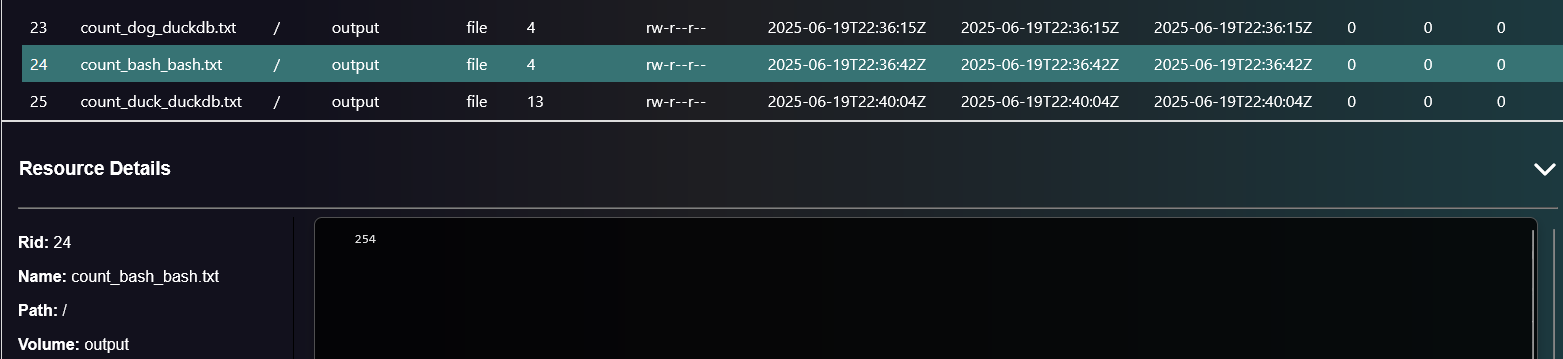 23 count_dog_duckdb.txt / output file 4 rw-r--r-- 2025-06-19T22:36:15Z 2025-06-19T22:36:15Z 2025-06-19T22:36:15Z 0 0 0
24 count_bash_bash.txt / output file 4 rw-r--r-- 2025-06-19T22:36:42Z 2025-06-19T22:36:42Z 2025-06-19T22:36:42Z 0 0 0
25 count_duck_duckdb.txt / output file 13 rw-r--r-- 2025-06-19T22:40:04Z 2025-06-19T22:40:04Z 2025-06-19T22:40:04Z 0 0 0
Resource Details
Rid: 24
254
Name: count_bash_bash.txt
Path: /
Volume: output